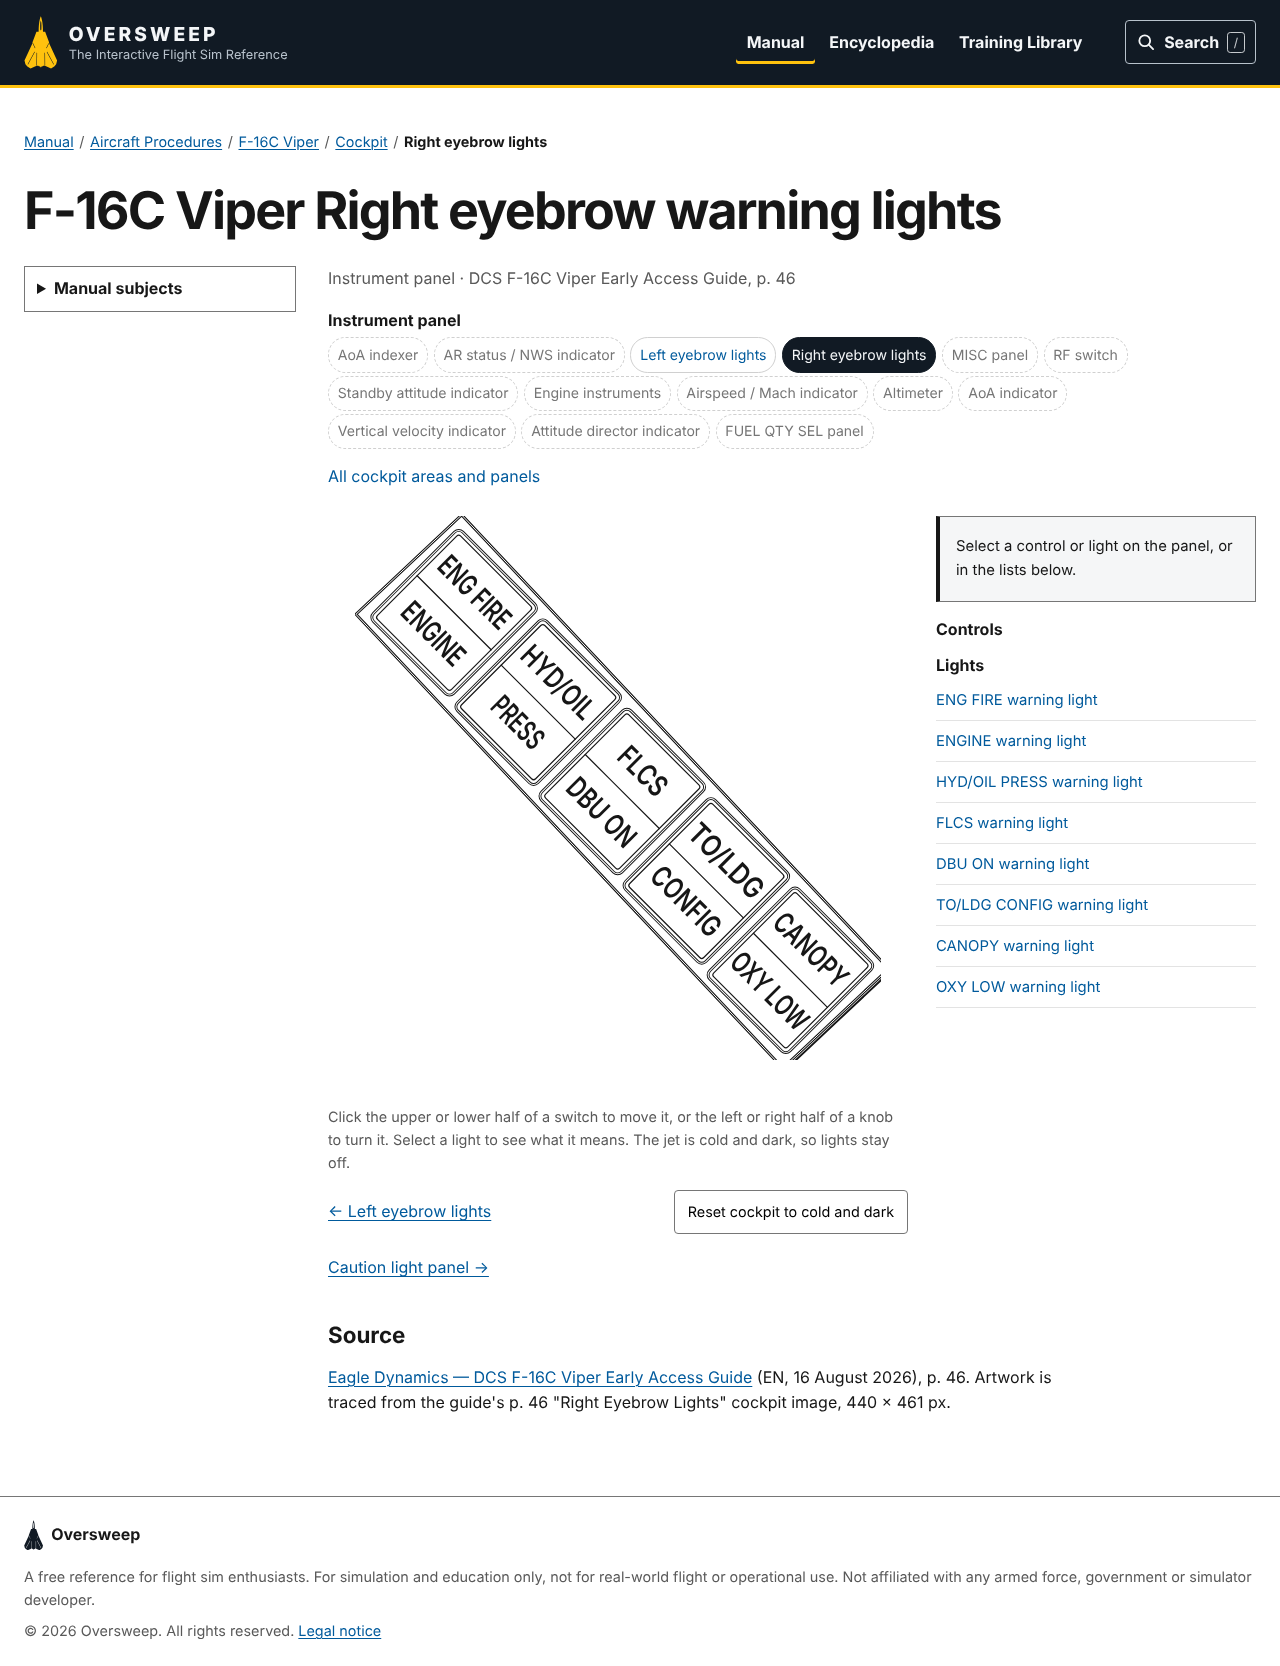 OVERSWEEP
The Interactive Flight Sim Reference
Manual
Encyclopedia
Training Library
Search /
Manual / Aircraft Procedures / F-16C Viper / Cockpit / Right eyebrow lights
F-16C Viper Right eyebrow warning lights
Manual subjects
Instrument panel · DCS F-16C Viper Early Access Guide, p. 46
Instrument panel
AoA indexer
AR status / NWS indicator
Left eyebrow lights
Right eyebrow lights
MISC panel
RF switch
Standby attitude indicator
Engine instruments
Airspeed / Mach indicator
Altimeter
AoA indicator
Vertical velocity indicator
Attitude director indicator
FUEL QTY SEL panel
All cockpit areas and panels
ENG FIRE
ENGINE
HYD/OIL
PRESS
FLCS
DBU ON
TO/LDG
CONFIG
CANOPY
OXY LOW
Select a control or light on the panel, or
in the lists below.
Controls
Lights
ENG FIRE warning light
ENGINE warning light
HYD/OIL PRESS warning light
FLCS warning light
DBU ON warning light
TO/LDG CONFIG warning light
CANOPY warning light
OXY LOW warning light
Click the upper or lower half of a switch to move it, or the left or right half of a knob
to turn it. Select a light to see what it means. The jet is cold and dark, so lights stay
off.
← Left eyebrow lights
Reset cockpit to cold and dark
Caution light panel →
Source
Eagle Dynamics — DCS F-16C Viper Early Access Guide (EN, 16 August 2026), p. 46. Artwork is
traced from the guide's p. 46 "Right Eyebrow Lights" cockpit image, 440 × 461 px.
Oversweep
A free reference for flight sim enthusiasts. For simulation and education only, not for real-world flight or operational use. Not affiliated with any armed force, government or simulator
developer.
© 2026 Oversweep. All rights reserved. Legal notice